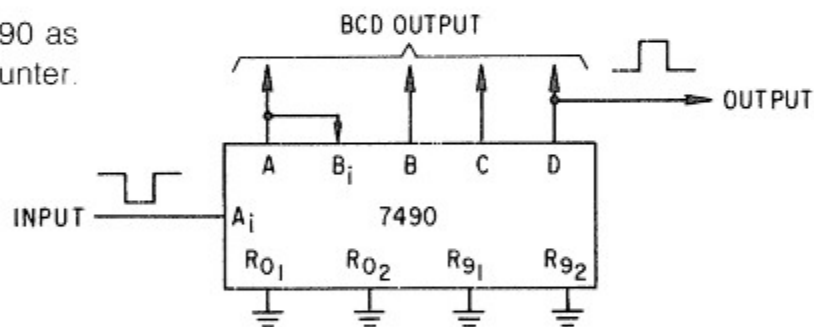 90 as
unter.
BCD OUTPUT
OUTPUT
A Bi B C D
INPUT
Ai 7490
R01 R02 R91 R92